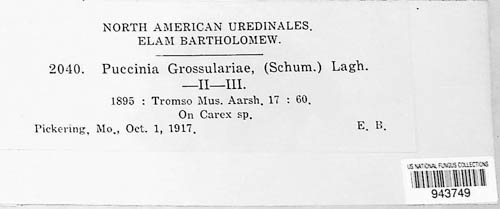 NORTH AMERICAN UREDINALES.
ELAM BARTHOLOMEW.
2040. Puccinia Grossulariae, (Schum.) Lagh.
—II—III.
1895 : Tromso Mus. Aarsh. 17 : 60.
On Carex sp.
Pickering, Mo., Oct. 1, 1917. E. B.
US NATIONAL FUNGUS COLLECTIONS
943749